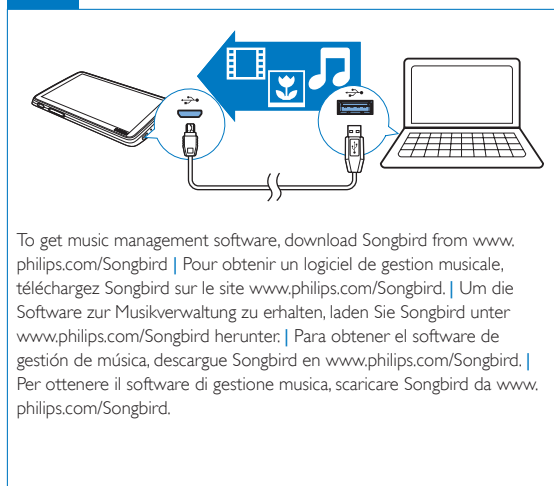 To get music management software, download Songbird from www.
philips.com/Songbird | Pour obtenir un logiciel de gestion musicale,
téléchargez Songbird sur le site www.philips.com/Songbird. | Um die
Software zur Musikverwaltung zu erhalten, laden Sie Songbird unter
www.philips.com/Songbird herunter. | Para obtener el software de
gestión de música, descargue Songbird en www.philips.com/Songbird. |
Per ottenere il software di gestione musica, scaricare Songbird da www.
philips.com/Songbird.